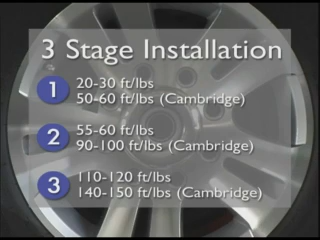 3 Stage Installation
1 20-30 ft/lbs
50-60 ft/lbs (Cambridge)
2 55-60 ft/lbs
90-100 ft/lbs (Cambridge)
3 110-120 ft/lbs
140-150 ft/lbs (Cambridge)